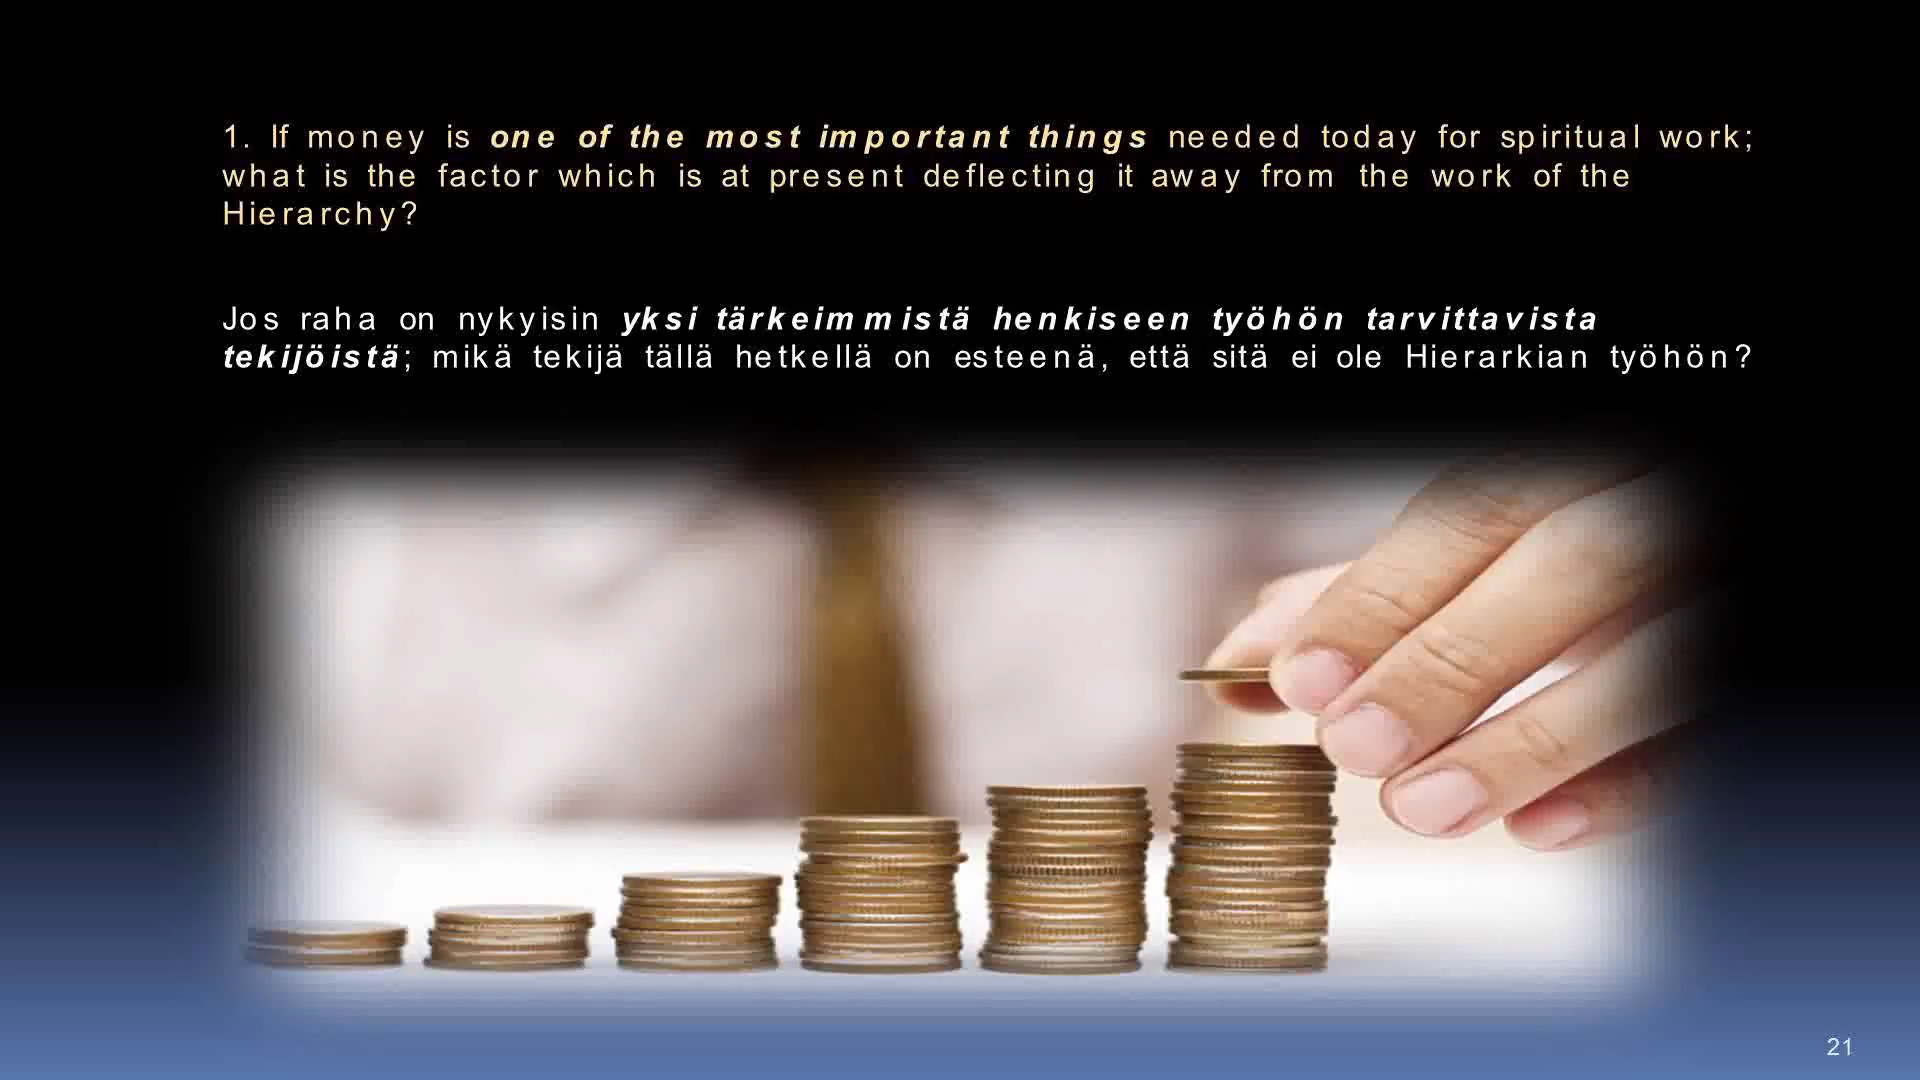 1. If money is one of the most important things needed today for spiritual work;
what is the factor which is at present deflecting it away from the work of the
Hierarchy?
Jos raha on nykyisin yksi tärkeimmistä henkiseen työhön tarvittavista
tekijöistä; mikä tekijä tällä hetkellä on esteenä, että sitä ei ole Hierarkian työhön?
21